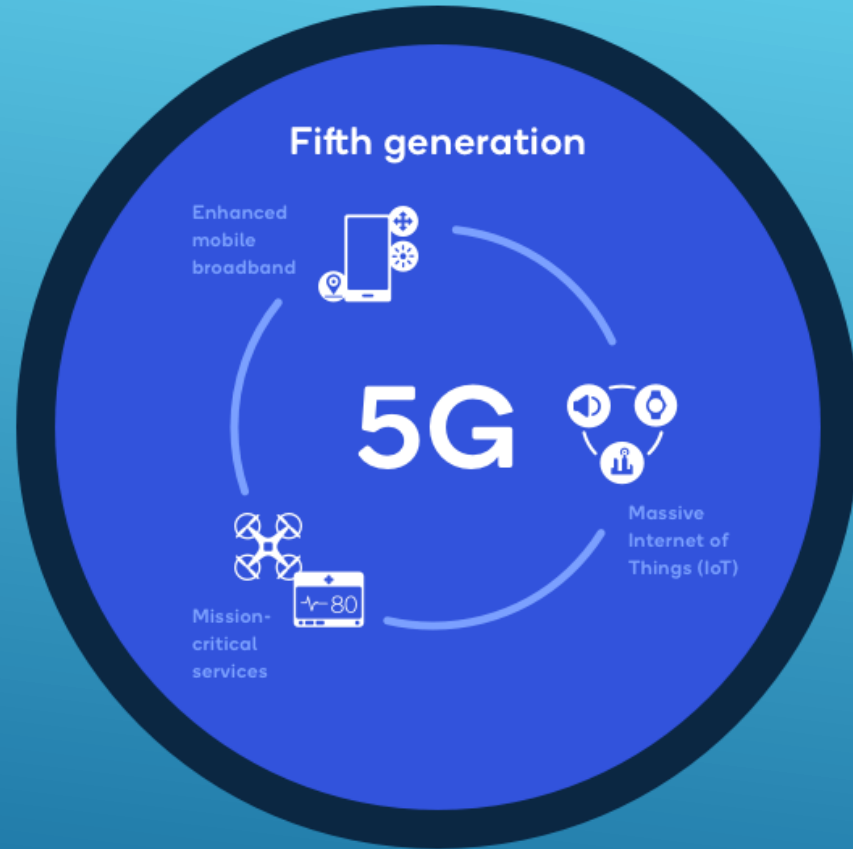 Fifth generation
Enhanced
mobile
broadband
5G
Massive
Internet of
Things (IoT)
80
Mission-
critical
services